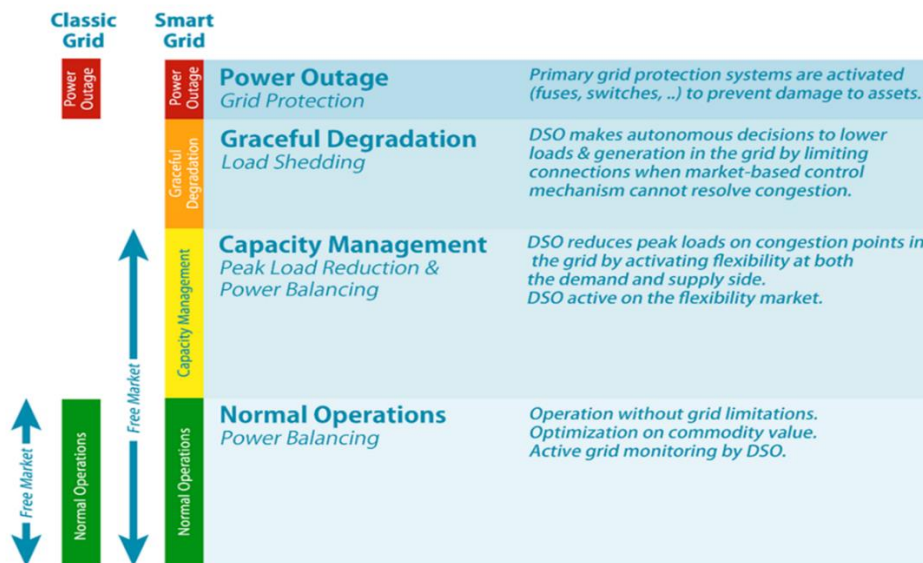 Classic
Grid
Smart
Grid
Power
Outage
Power
Outage
Power Outage
Grid Protection
Primary grid protection systems are activated
(fuses, switches, ..) to prevent damage to assets.
Graceful
Degradation
Graceful Degradation
Load Shedding
DSO makes autonomous decisions to lower
loads & generation in the grid by limiting
connections when market-based control
mechanism cannot resolve congestion.
Free Market
Capacity Management
Capacity Management
Peak Load Reduction &
Power Balancing
DSO reduces peak loads on congestion points in
the grid by activating flexibility at both
the demand and supply side.
DSO active on the flexibility market.
Free Market
Normal Operations
Normal Operations
Normal Operations
Power Balancing
Operation without grid limitations.
Optimization on commodity value.
Active grid monitoring by DSO.